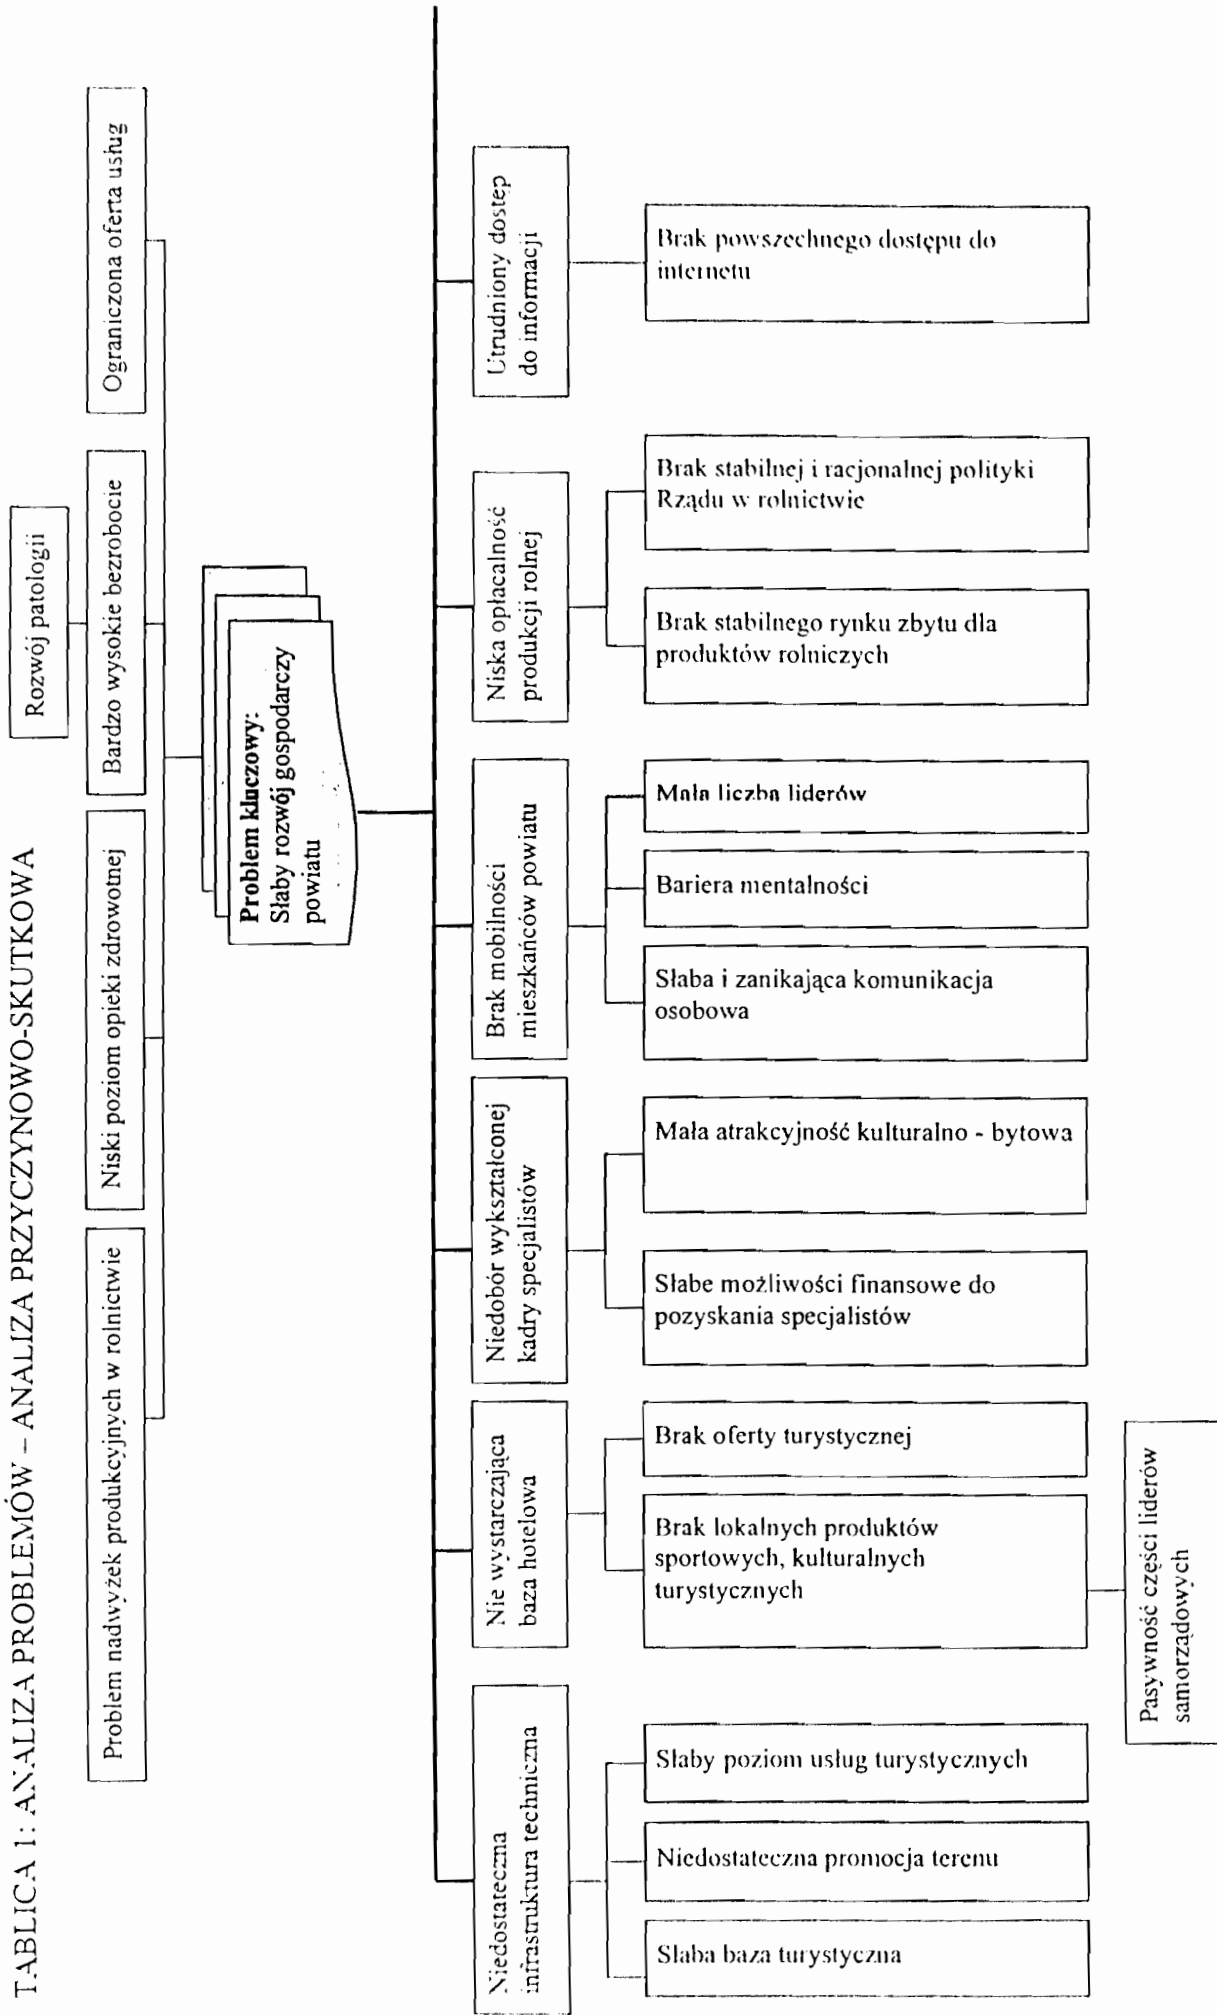 TABLICA 1: ANALIZA PROBLEMÓW – ANALIZA PRZYCZYNOWO-SKUTKOWA
Rozwój patologii
Problem nadwyżek produkcyjnych w rolnictwie
Niski poziom opieki zdrowotnej
Bardzo wysokie bezrobocie
Ograniczona oferta usług
Problem kluczowy:
Słaby rozwój gospodarczy
powiatu
Niedostateczna
infrastruktura techniczna
Nie wystarczająca
baza hotelowa
Niedobór wykształconej
kadry specjalistów
Brak mobilności
mieszkańców powiatu
Niska opłacalność
produkcji rolnej
Utrudniony dostęp
do informacji
Słaba baza turystyczna
Niedostateczna promocja terenu
Słaby poziom usług turystycznych
Brak lokalnych produktów
sportowych, kulturalnych
turystycznych
Brak oferty turystycznej
Słabe możliwości finansowe do
pozyskania specjalistów
Mała atrakcyjność kulturalno - bytowa
Słaba i zanikająca komunikacja
osobowa
Bariera mentalności
Mała liczba liderów
Brak stabilnego rynku zbytu dla
produktów rolniczych
Brak stabilnej i racjonalnej polityki
Rządu w rolnictwie
Brak powszechnego dostępu do
internetu
Pasywność części liderów
samorządowych